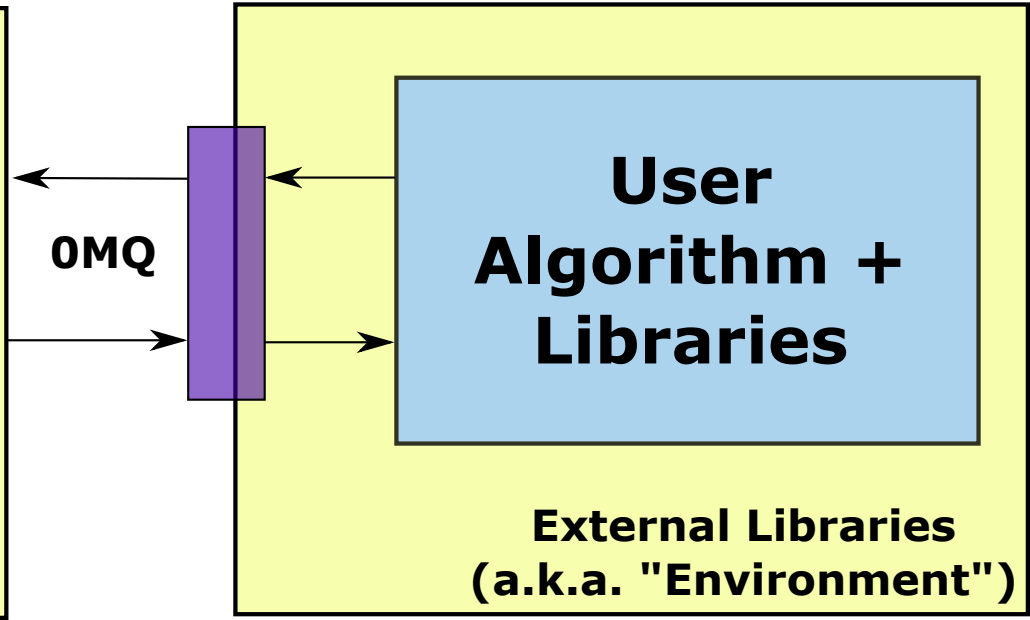 0MQ
User
Algorithm +
Libraries
External Libraries
(a.k.a. "Environment")